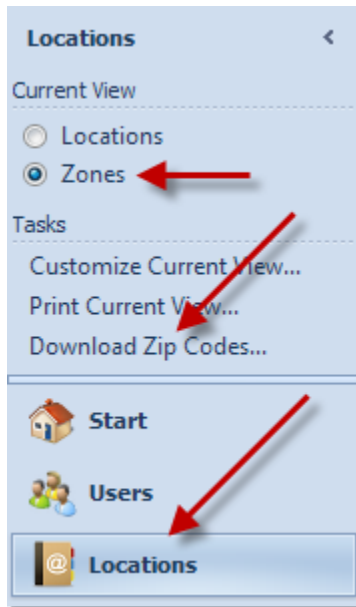 Locations
Current View
Locations
Zones
Tasks
Customize Current View...
Print Current View...
Download Zip Codes...
Start
Users
@
Locations